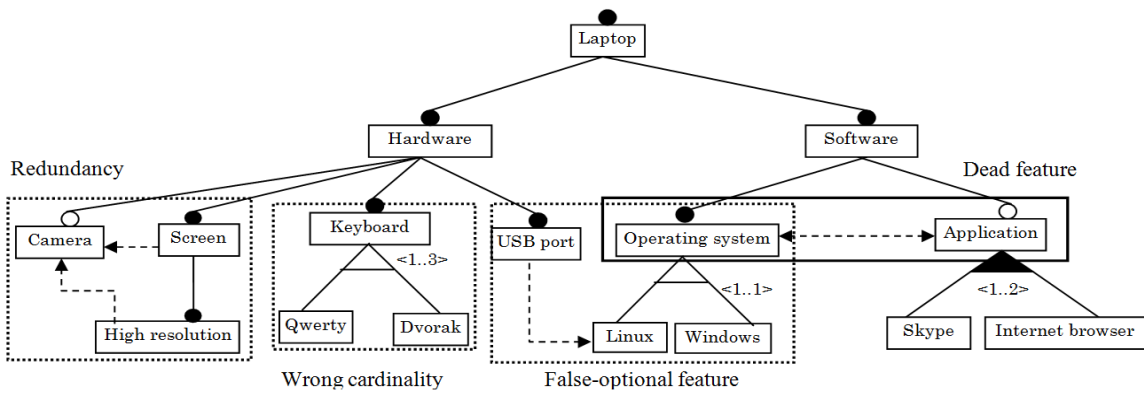 Laptop
Hardware
Software
Redundancy
Dead feature
Camera
Screen
Keyboard
USB port
Operating system
Application
<1..3>
<1..1>
<1..2>
High resolution
Qwerty
Dvorak
Linux
Windows
Skype
Internet browser
Wrong cardinality
False-optional feature